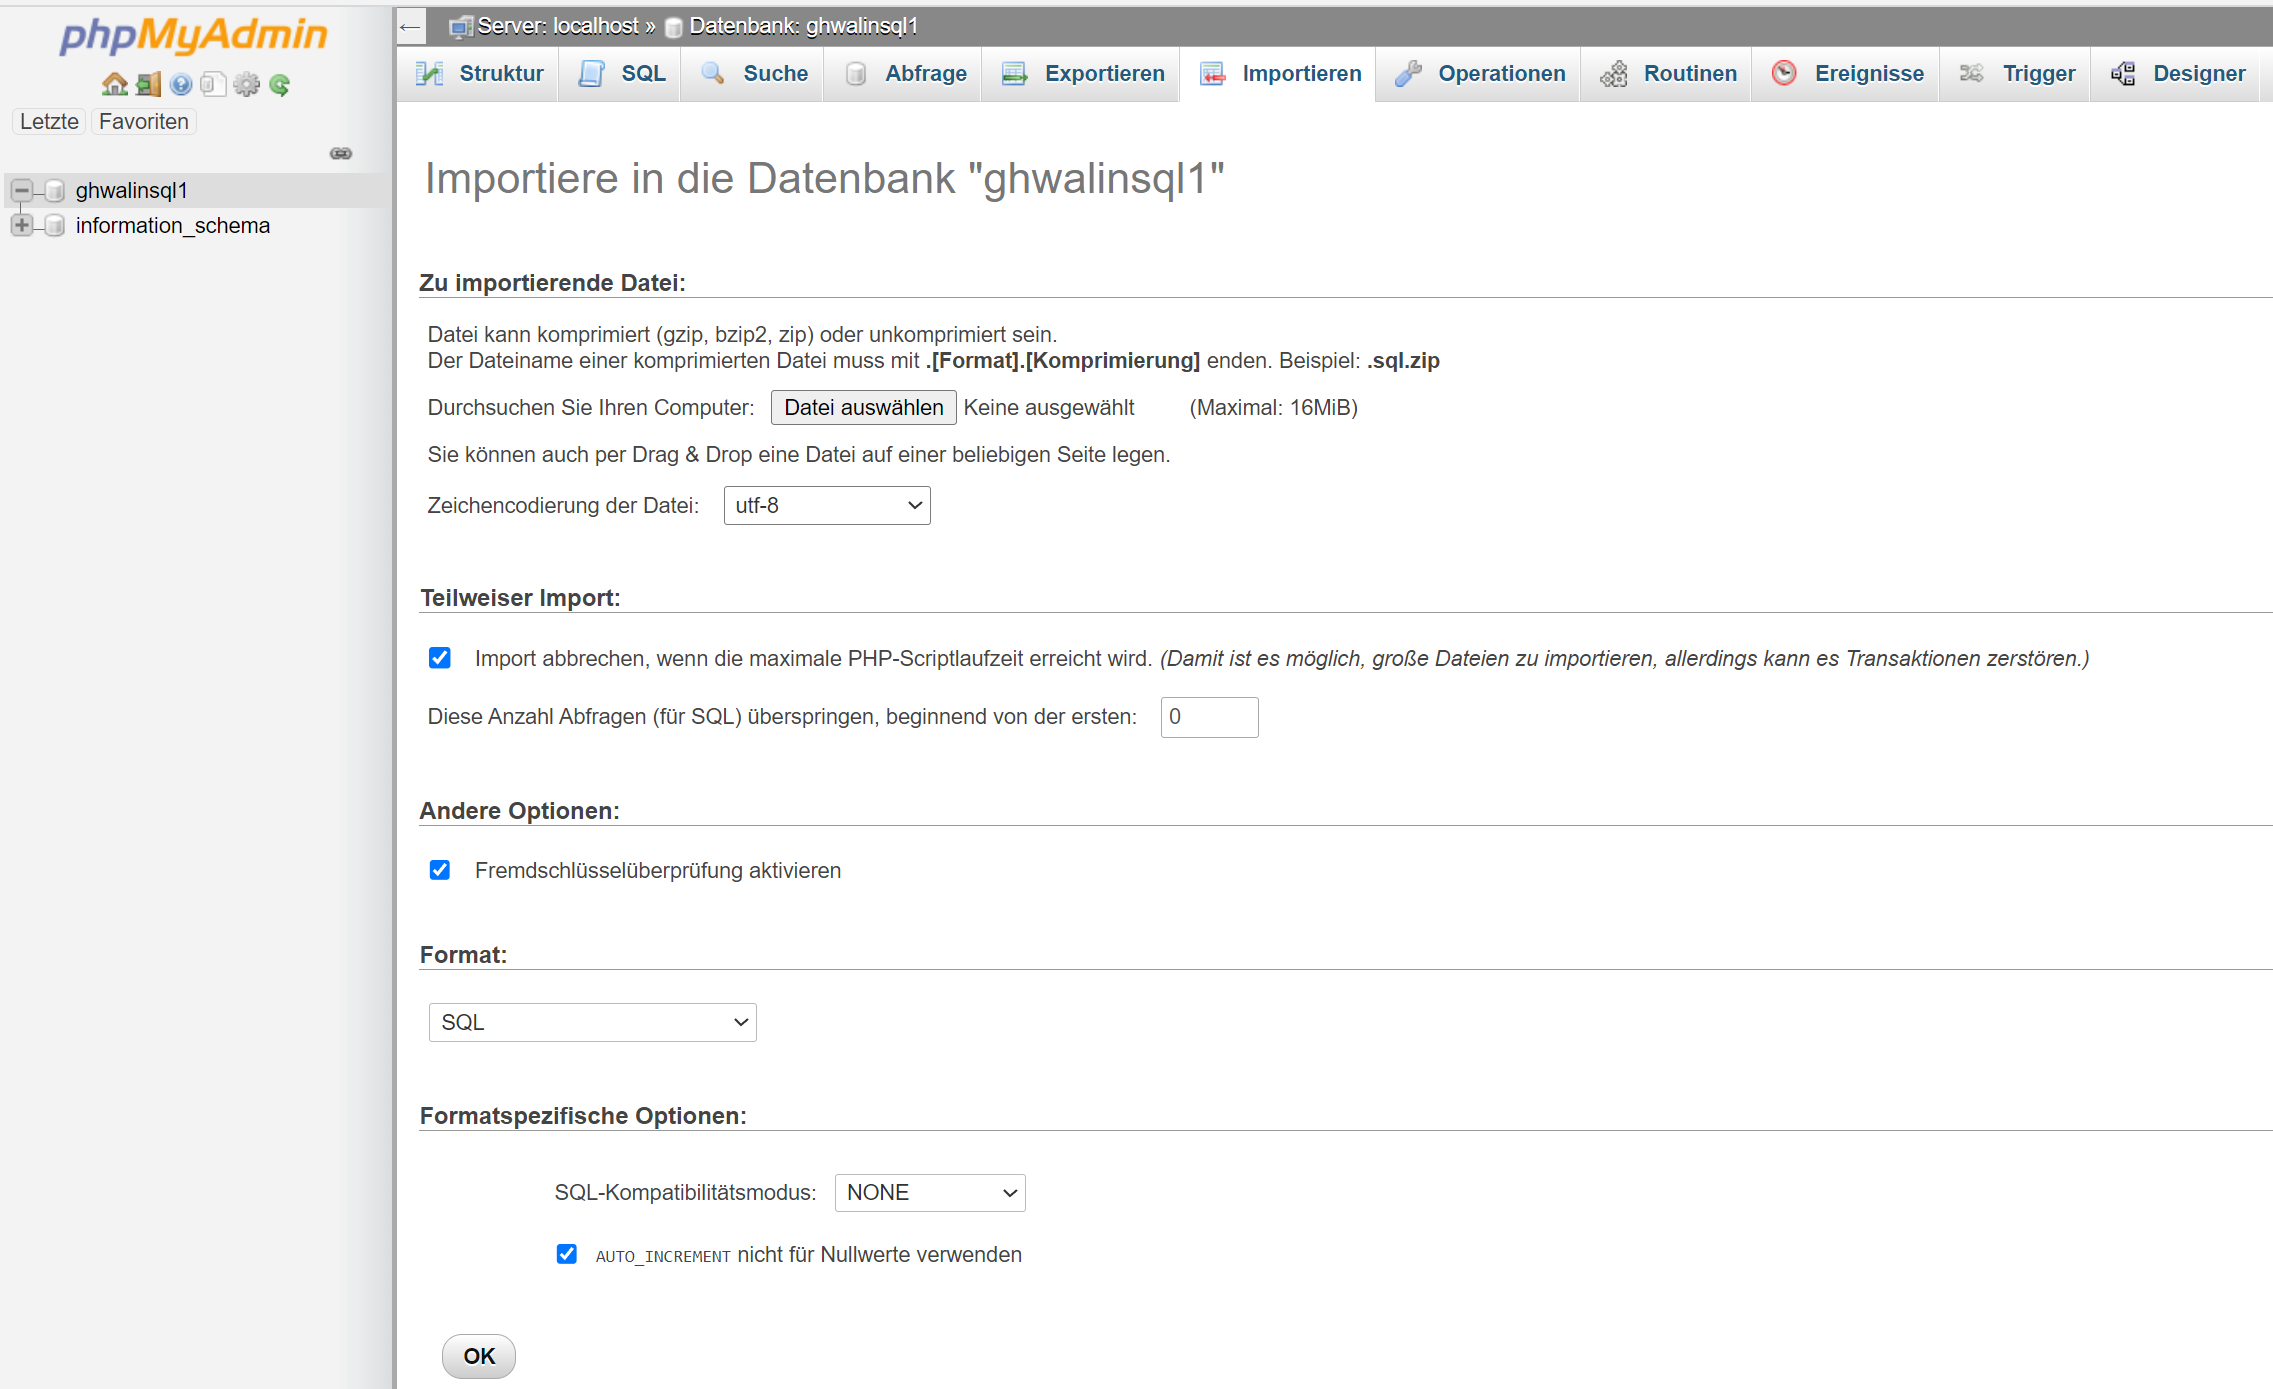 phpMyAdmin
Letzte Favoriten
ghwalinsql1
information_schema
← Server: localhost » Datenbank: ghwalinsql1
Struktur SQL Suche Abfrage Exportieren Importieren Operationen Routinen Ereignisse Trigger Designer
Importiere in die Datenbank "ghwalinsql1"
Zu importierende Datei:
Datei kann komprimiert (gzip, bzip2, zip) oder unkomprimiert sein.
Der Dateiname einer komprimierten Datei muss mit .[Format].[Komprimierung] enden. Beispiel: .sql.zip
Durchsuchen Sie Ihren Computer: Datei auswählen Keine ausgewählt (Maximal: 16MiB)
Sie können auch per Drag & Drop eine Datei auf einer beliebigen Seite legen.
Zeichencodierung der Datei: utf-8
Teilweiser Import:
Import abbrechen, wenn die maximale PHP-Scriptlaufzeit erreicht wird. (Damit ist es möglich, große Dateien zu importieren, allerdings kann es Transaktionen zerstören.)
Diese Anzahl Abfragen (für SQL) überspringen, beginnend von der ersten: 0
Andere Optionen:
Fremdschlüsselüberprüfung aktivieren
Format:
SQL
Formatspezifische Optionen:
SQL-Kompatibilitätsmodus: NONE
AUTO_INCREMENT nicht für Nullwerte verwenden
OK